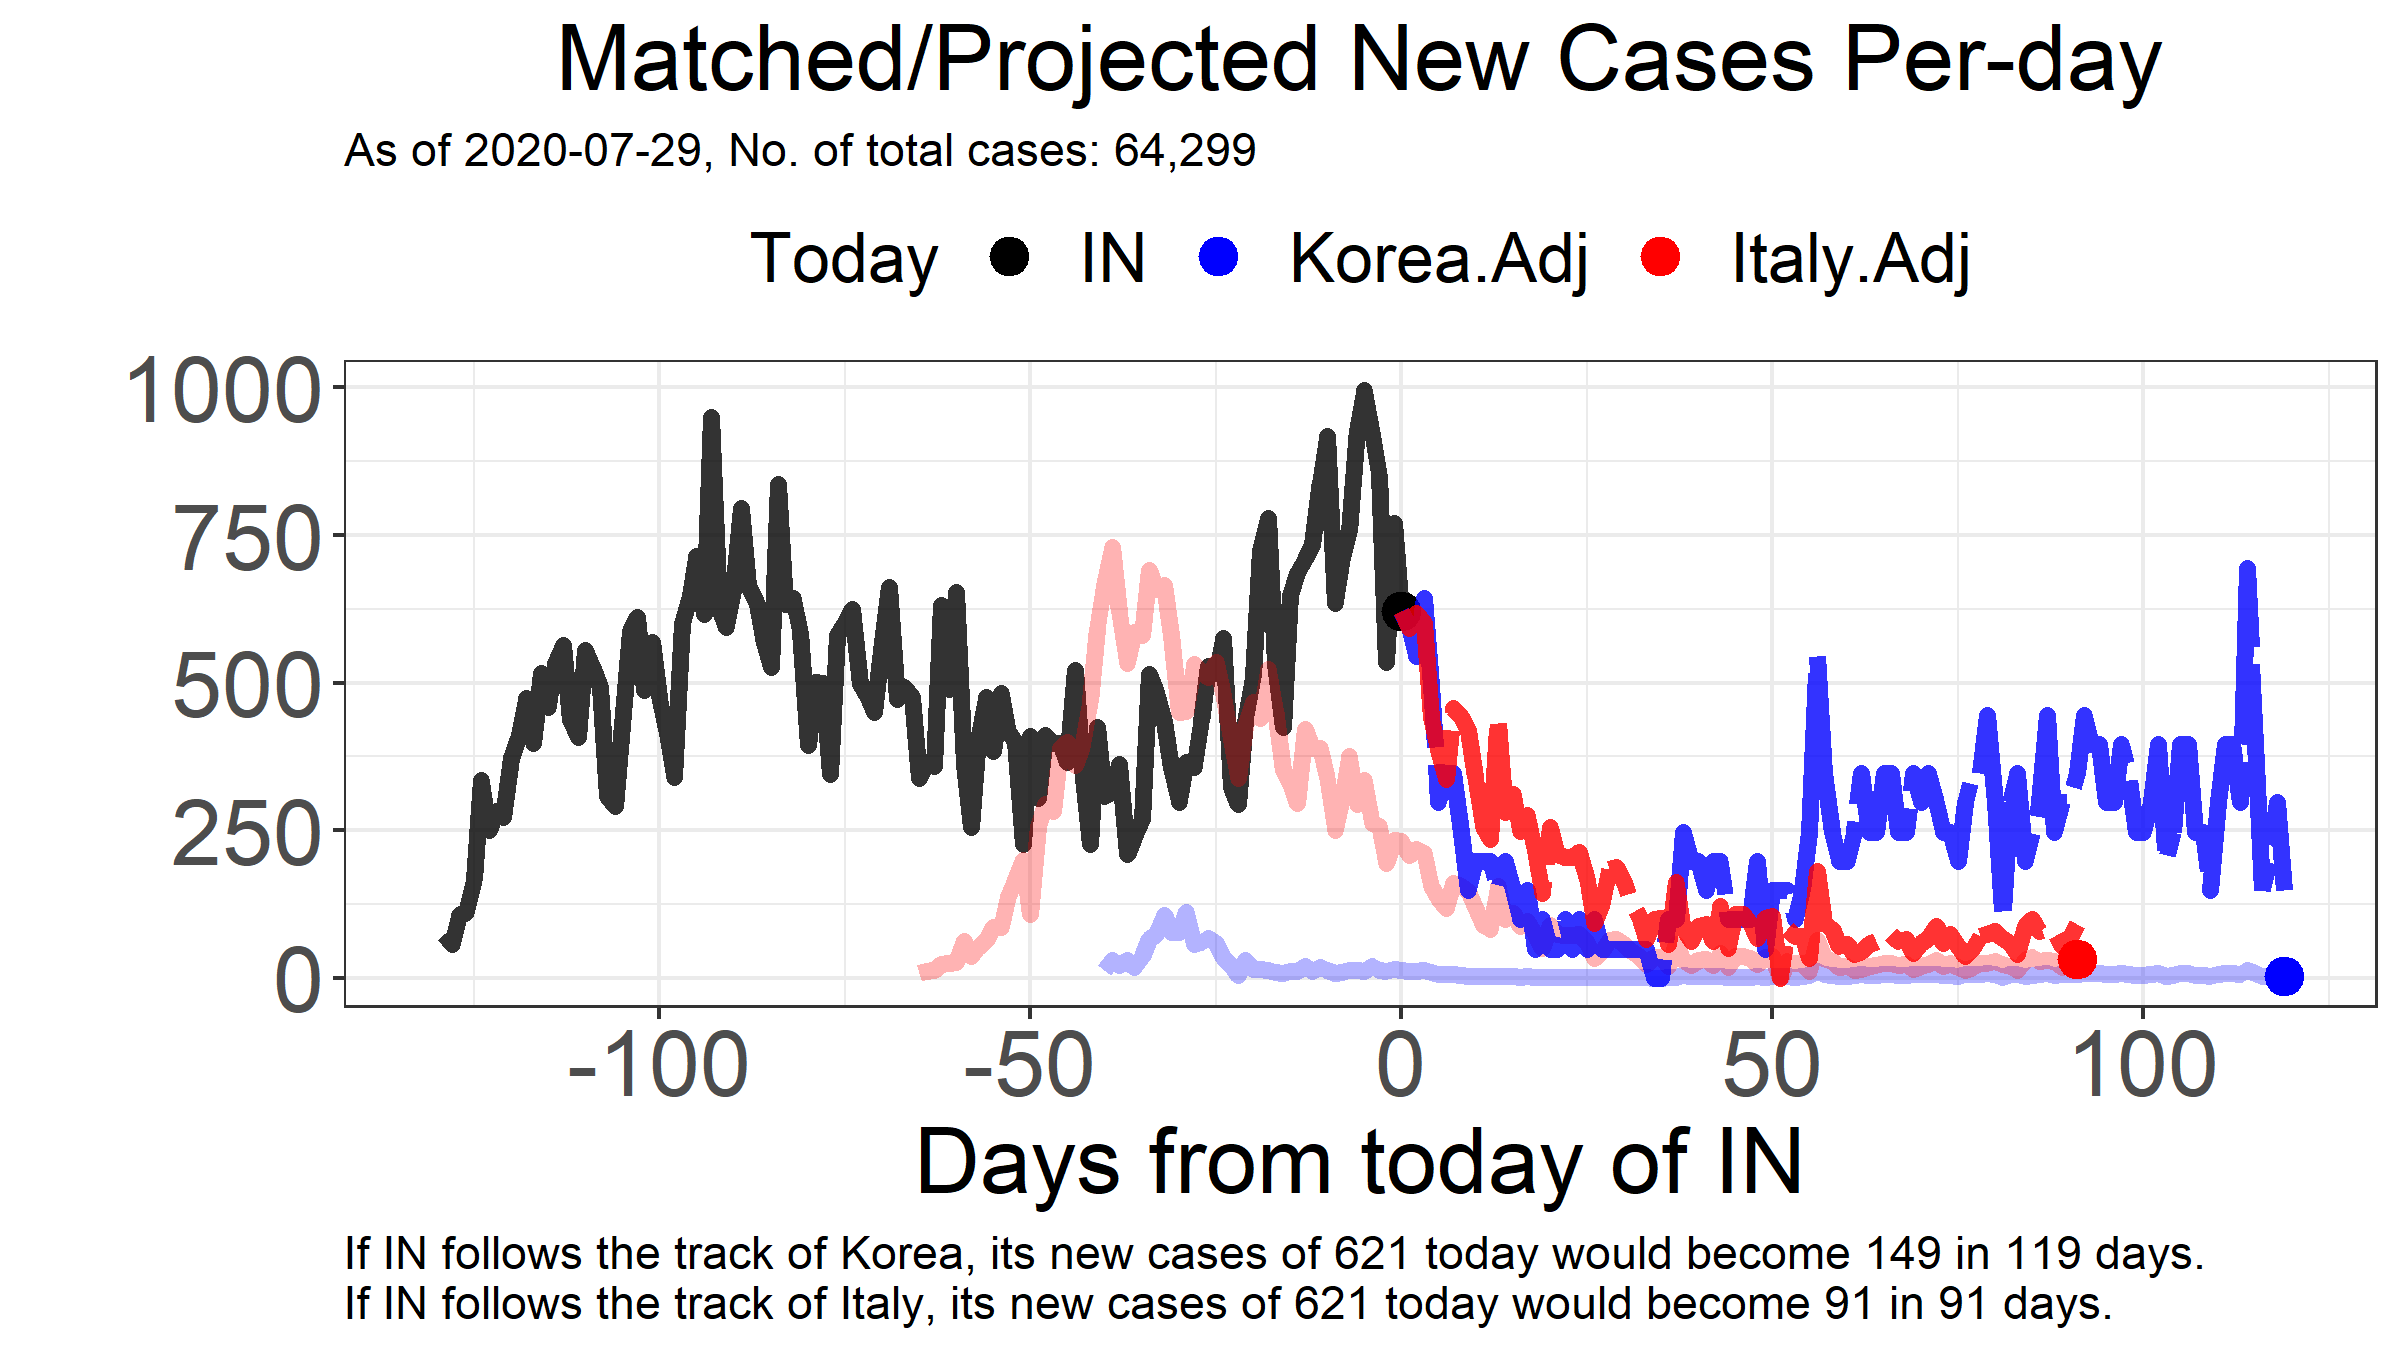 Matched/Projected New Cases Per-day
As of 2020-07-29, No. of total cases: 64,299
Today IN Korea.Adj Italy.Adj
1000
750
500
250
0
-100 -50 0 50 100
Days from today of IN
If IN follows the track of Korea, its new cases of 621 today would become 149 in 119 days.
If IN follows the track of Italy, its new cases of 621 today would become 91 in 91 days.